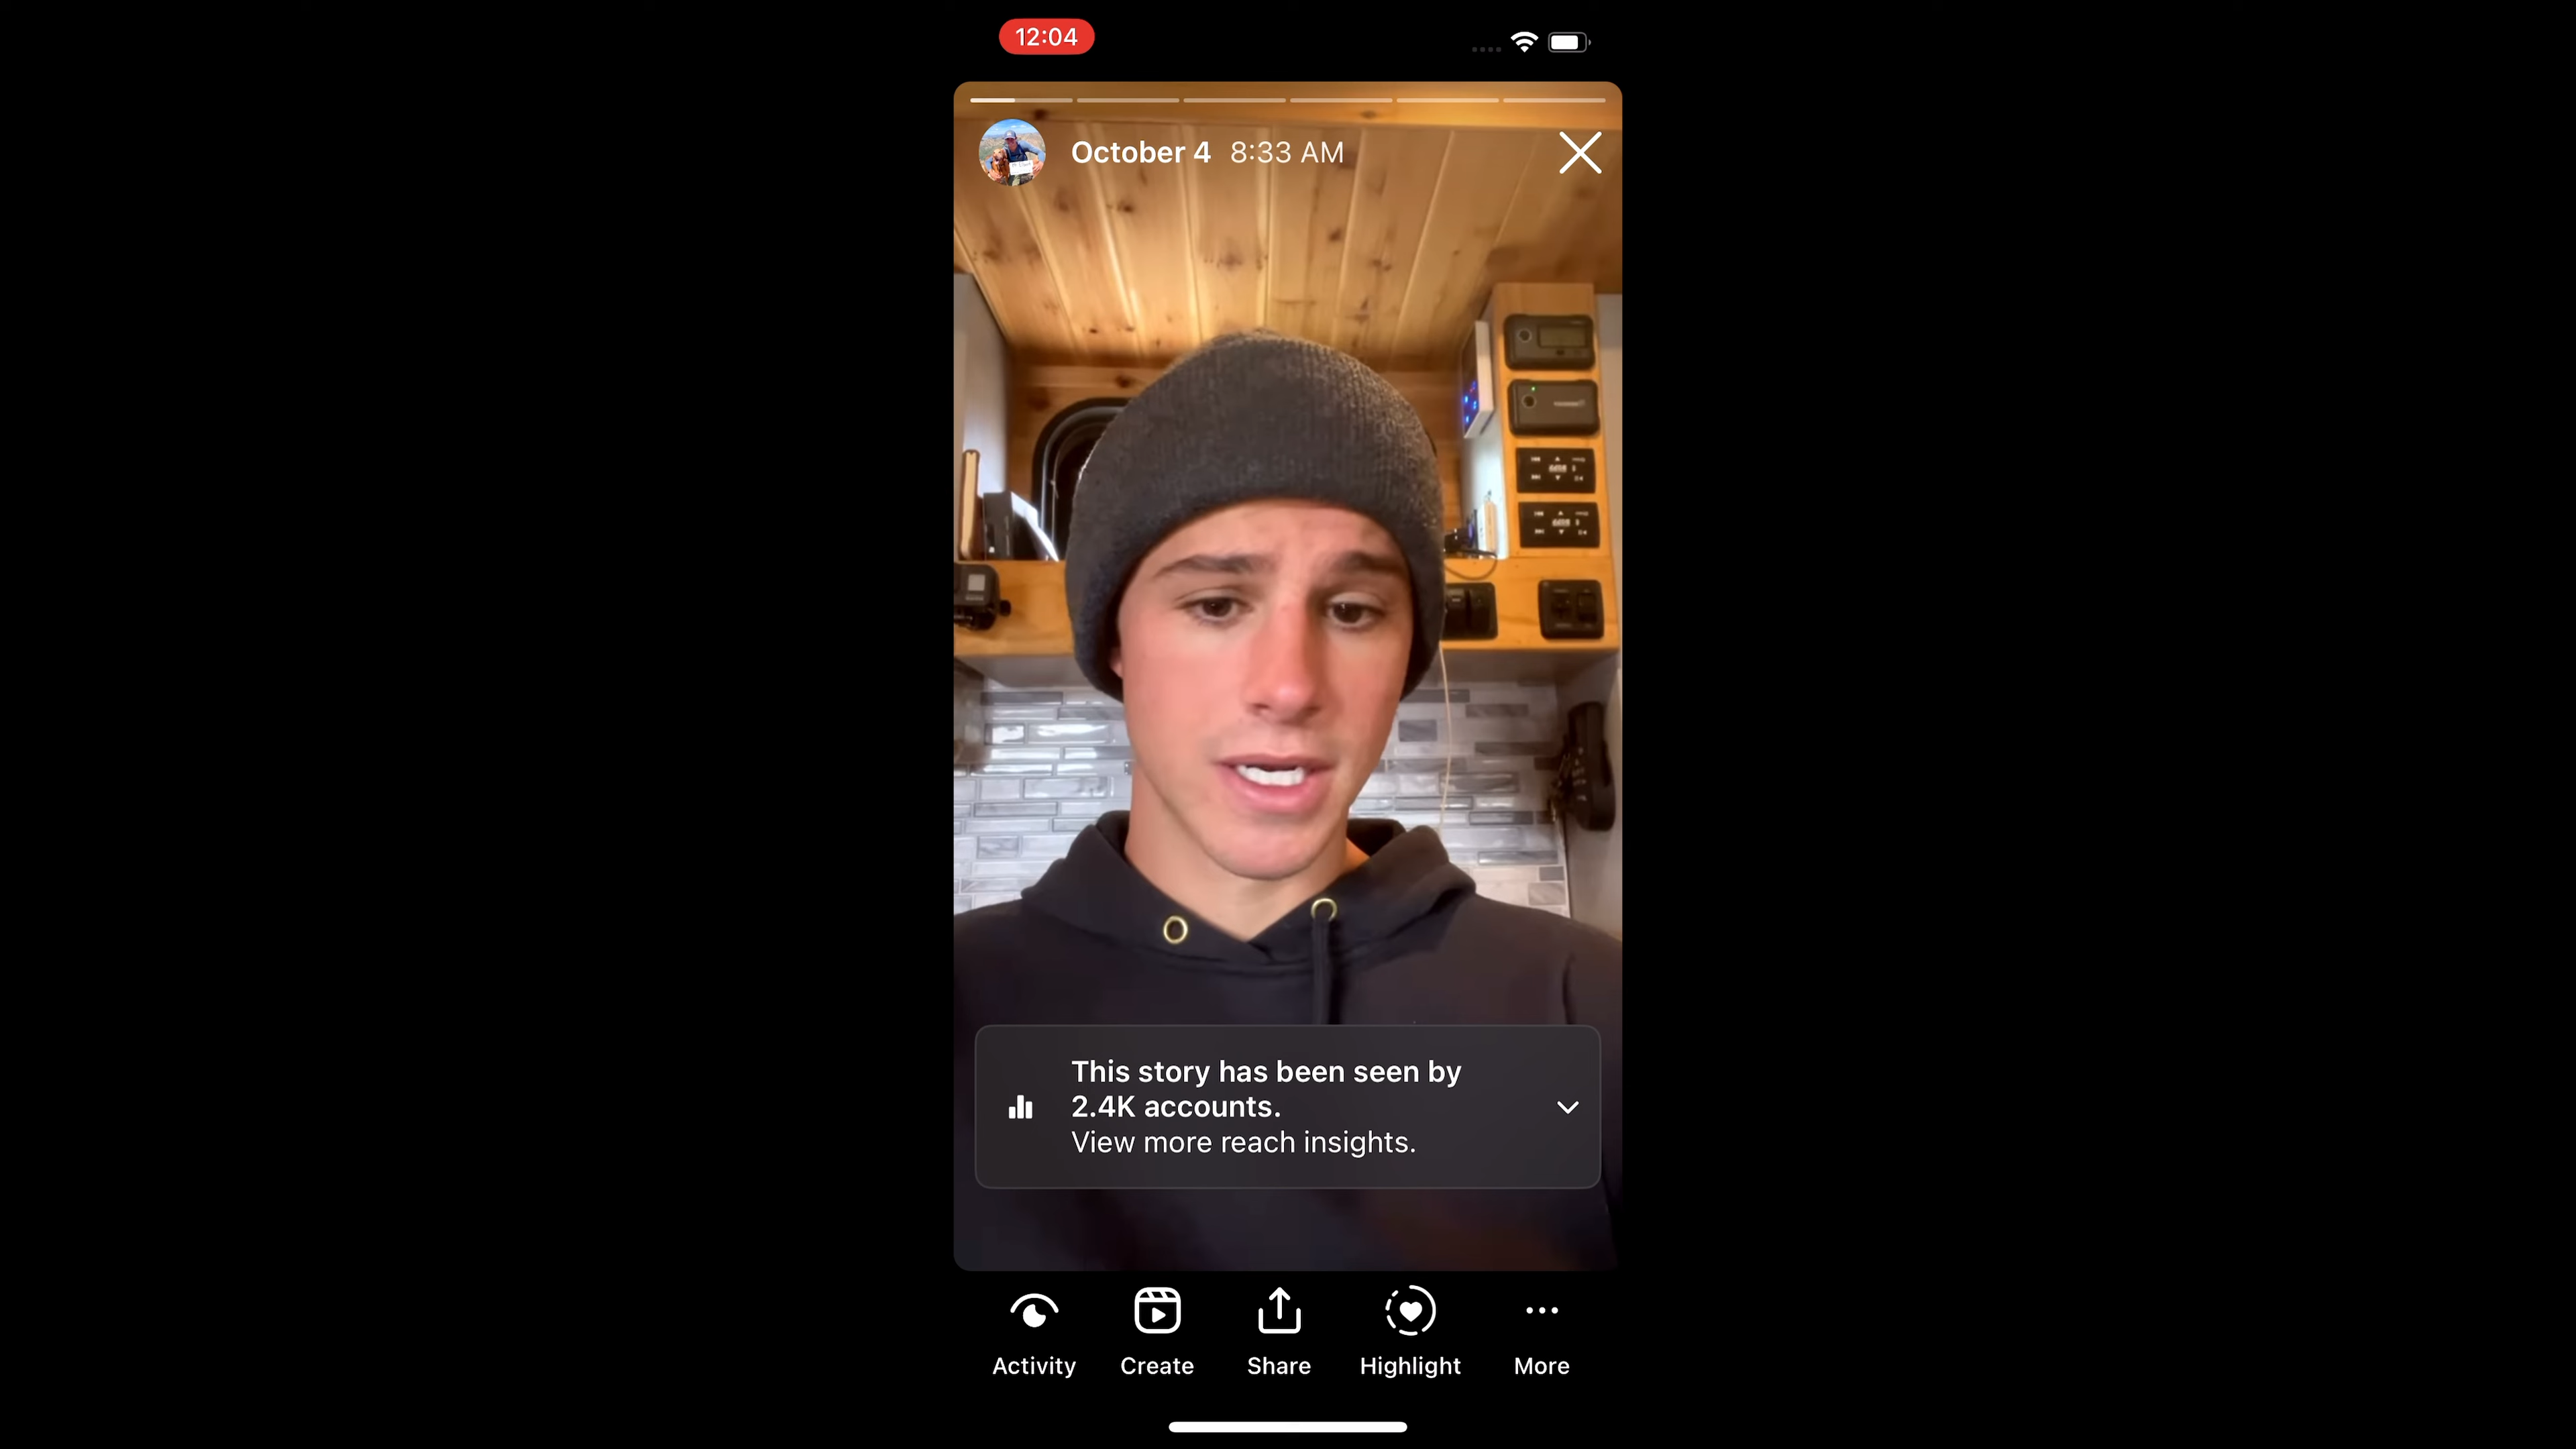 12:04
October 4 8:33 AM
This story has been seen by
2.4K accounts.
View more reach insights.
Activity Create Share Highlight More